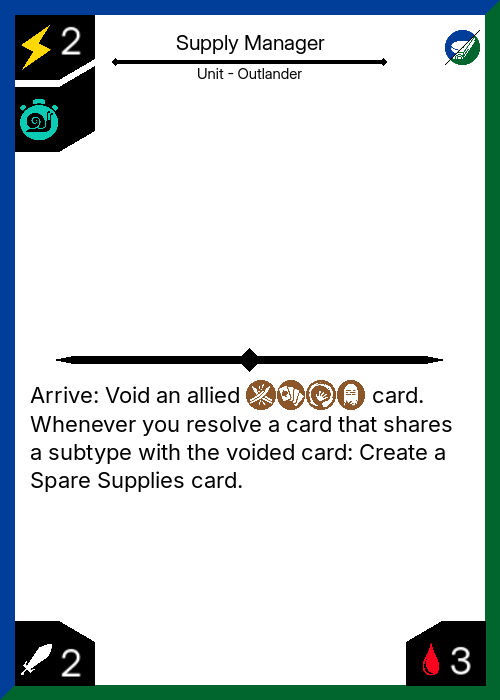 2
Supply Manager
Unit - Outlander
Arrive: Void an allied card.
Whenever you resolve a card that shares
a subtype with the voided card: Create a
Spare Supplies card.
2
3